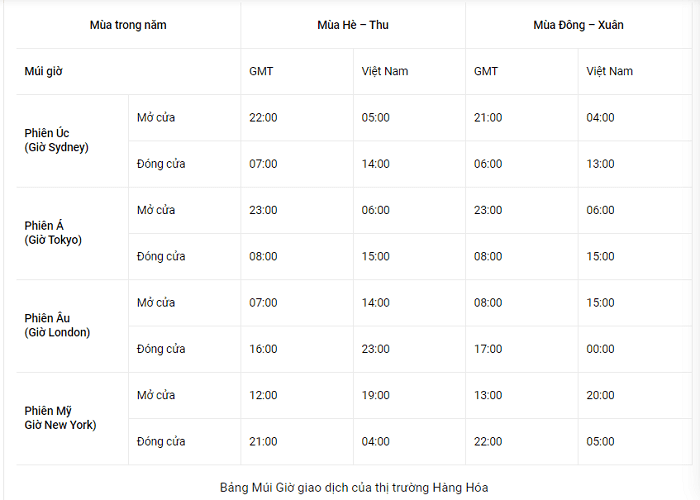 Mùa trong năm Mùa Hè – Thu Mùa Đông – Xuân
Múi giờ GMT Việt Nam GMT Việt Nam
Phiên Úc
(Giờ Sydney)
Mở cửa 22:00 05:00 21:00 04:00
Đóng cửa 07:00 14:00 06:00 13:00
Phiên Á
(Giờ Tokyo)
Mở cửa 23:00 06:00 23:00 06:00
Đóng cửa 08:00 15:00 08:00 15:00
Phiên Âu
(Giờ London)
Mở cửa 07:00 14:00 08:00 15:00
Đóng cửa 16:00 23:00 17:00 00:00
Phiên Mỹ
Giờ New York)
Mở cửa 12:00 19:00 13:00 20:00
Đóng cửa 21:00 04:00 22:00 05:00
Bảng Múi Giờ giao dịch của thị trường Hàng Hóa